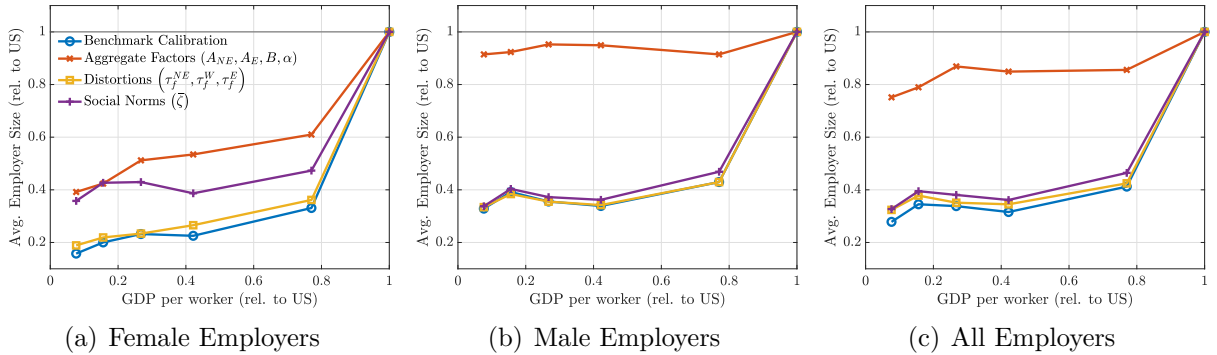 Avg. Employer Size (rel. to US)
1
0.8
0.6
0.4
0.2
Benchmark Calibration
Aggregate Factors (A_{NE}, A_E, B, α)
Distortions (τ_f^{NE}, τ_f^W, τ_f^E)
Social Norms (ζ̄)
0 0.2 0.4 0.6 0.8 1
GDP per worker (rel. to US)
(a) Female Employers
Avg. Employer Size (rel. to US)
1
0.8
0.6
0.4
0.2
0 0.2 0.4 0.6 0.8 1
GDP per worker (rel. to US)
(b) Male Employers
Avg. Employer Size (rel. to US)
1
0.8
0.6
0.4
0.2
0 0.2 0.4 0.6 0.8 1
GDP per worker (rel. to US)
(c) All Employers